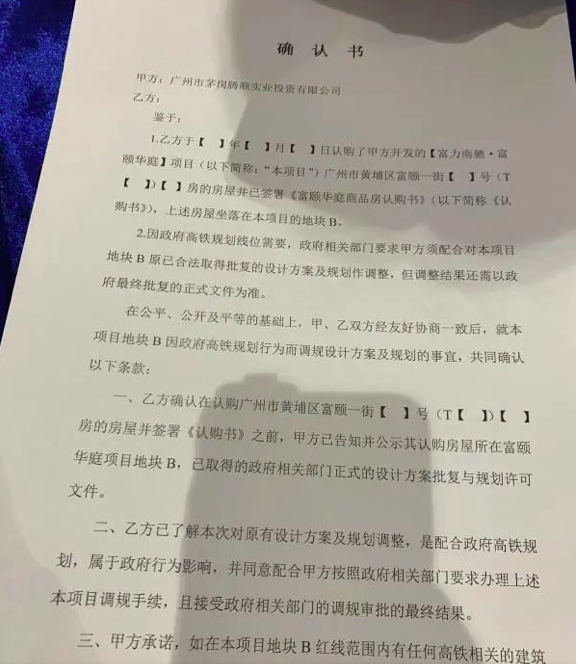 确 认 书
甲方：广州市茅岗腾顺实业投资有限公司
乙方：
鉴于：
1.乙方于【 】年【 】月【 】日认购了甲方开发的【富力南驰·富
颐华庭】项目（以下简称：“本项目”）广州市黄埔区富颐一街【 】号（T
【 】）【 】房的房屋并已签署《富颐华庭商品房认购书》（以下简称《认
购书》），上述房屋坐落在本项目的地块 B。
2.因政府高铁规划线位需要，政府相关部门要求甲方须配合对本项目
地块 B 原已合法取得批复的设计方案及规划作调整，但调整结果还需以政
府最终批复的正式文件为准。
在公平、公开及平等的基础上，甲、乙双方经友好协商一致后，就本
项目地块 B 因政府高铁规划行为而调规设计方案及规划的事宜，共同确认
以下条款：
一、乙方确认在认购广州市黄埔区富颐一街【 】号（T【 】）【 】
房的房屋并签署《认购书》之前，甲方已告知并公示其认购房屋所在富颐
华庭项目地块 B，已取得的政府相关部门正式的设计方案批复与规划许可
文件。
二、乙方已了解本次对原有设计方案及规划调整，是配合政府高铁规
划，属于政府行为影响，并同意配合甲方按照政府相关部门要求办理上述
本项目调规手续，且接受政府相关部门的调规审批的最终结果。
三、甲方承诺，如在本项目地块 B 红线范围内有任何高铁相关的建筑